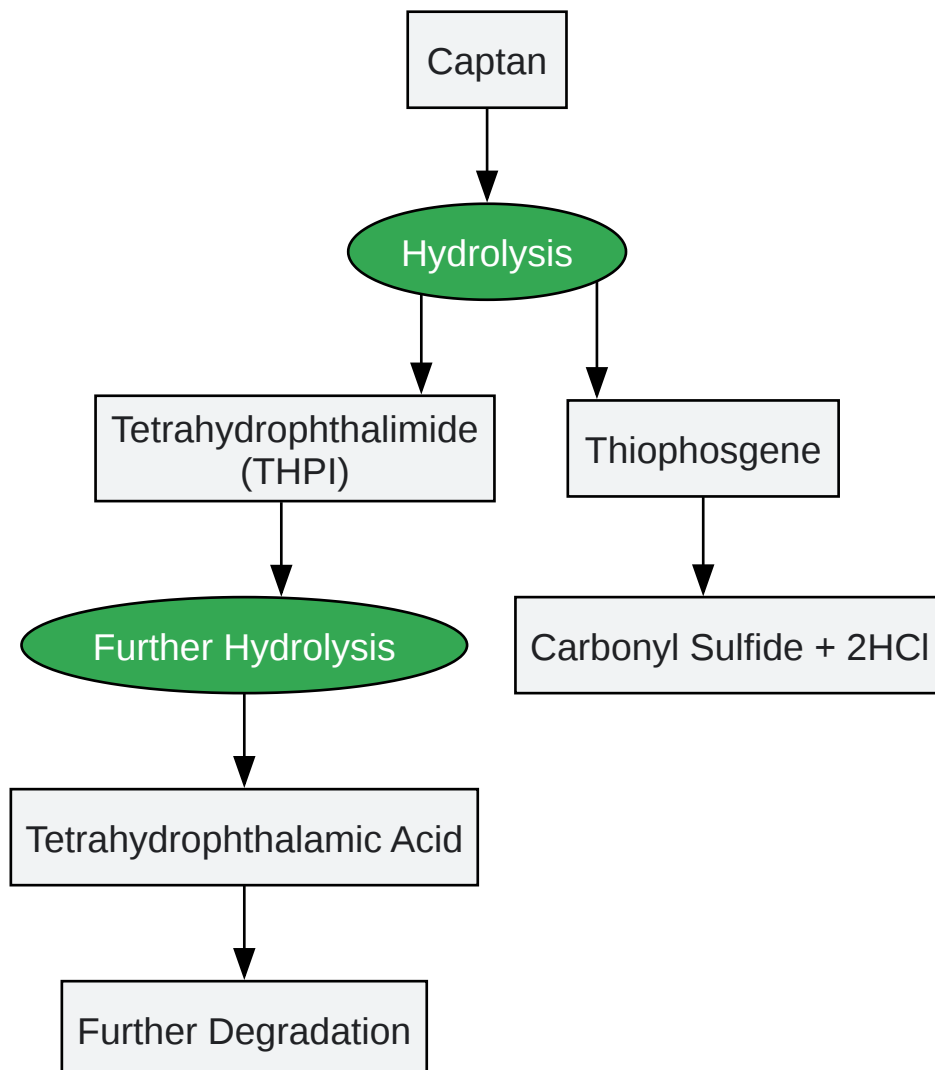 Captan
Hydrolysis
Tetrahydrophthalimide
(THPI)
Thiophosgene
Further Hydrolysis
Carbonyl Sulfide + 2HCl
Tetrahydrophthalamic Acid
Further Degradation